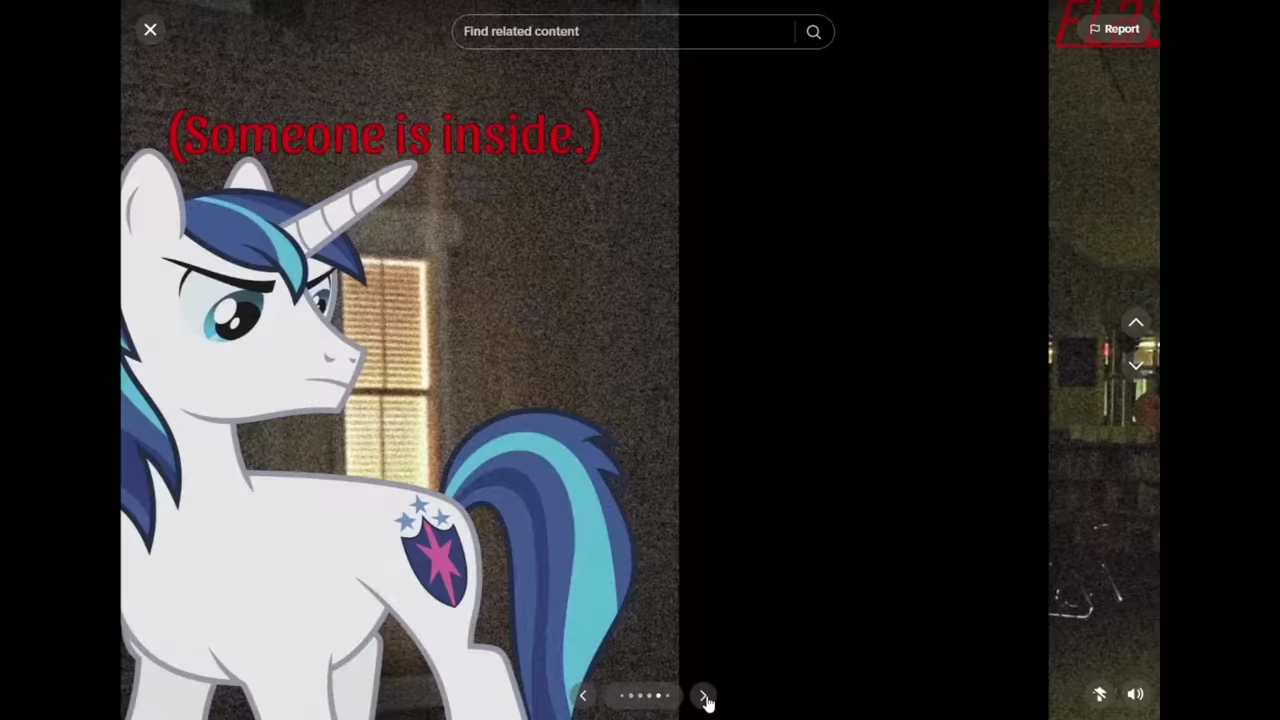 Find related content
Report
(Someone is inside.)